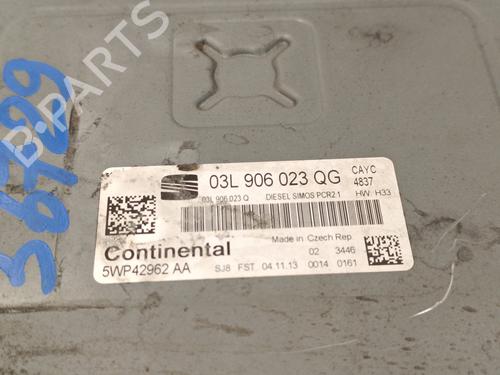 B-PARTS
36729
03L 906 023 QG
CAYC
4837
03L 906 023 Q DIESEL SIMOS PCR2.1 HW: H33
Made in Czech Rep.
Continental
02 3446
5WP42962 AA SJ8 FST 04.11.13 0014 0161